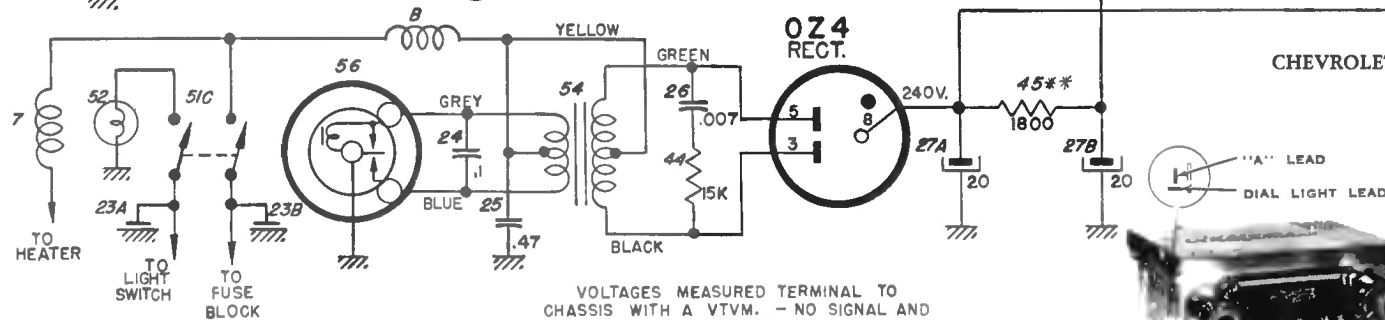 B
YELLOW
OZ4
RECT.
GREEN
CHEVROLET
56
54
26
.007
240V.
45**
1800
7
52
51C
GREY
24
.1
5
8
3
27A
27B
"A" LEAD
DIAL LIGHT LEAD
44
15K
20
20
23A
23B
BLUE
25
.47
BLACK
TO
HEATER
TO
LIGHT
SWITCH
TO
FUSE
BLOCK
VOLTAGES MEASURED TERMINAL TO
CHASSIS WITH A VTVM. - NO SIGNAL AND